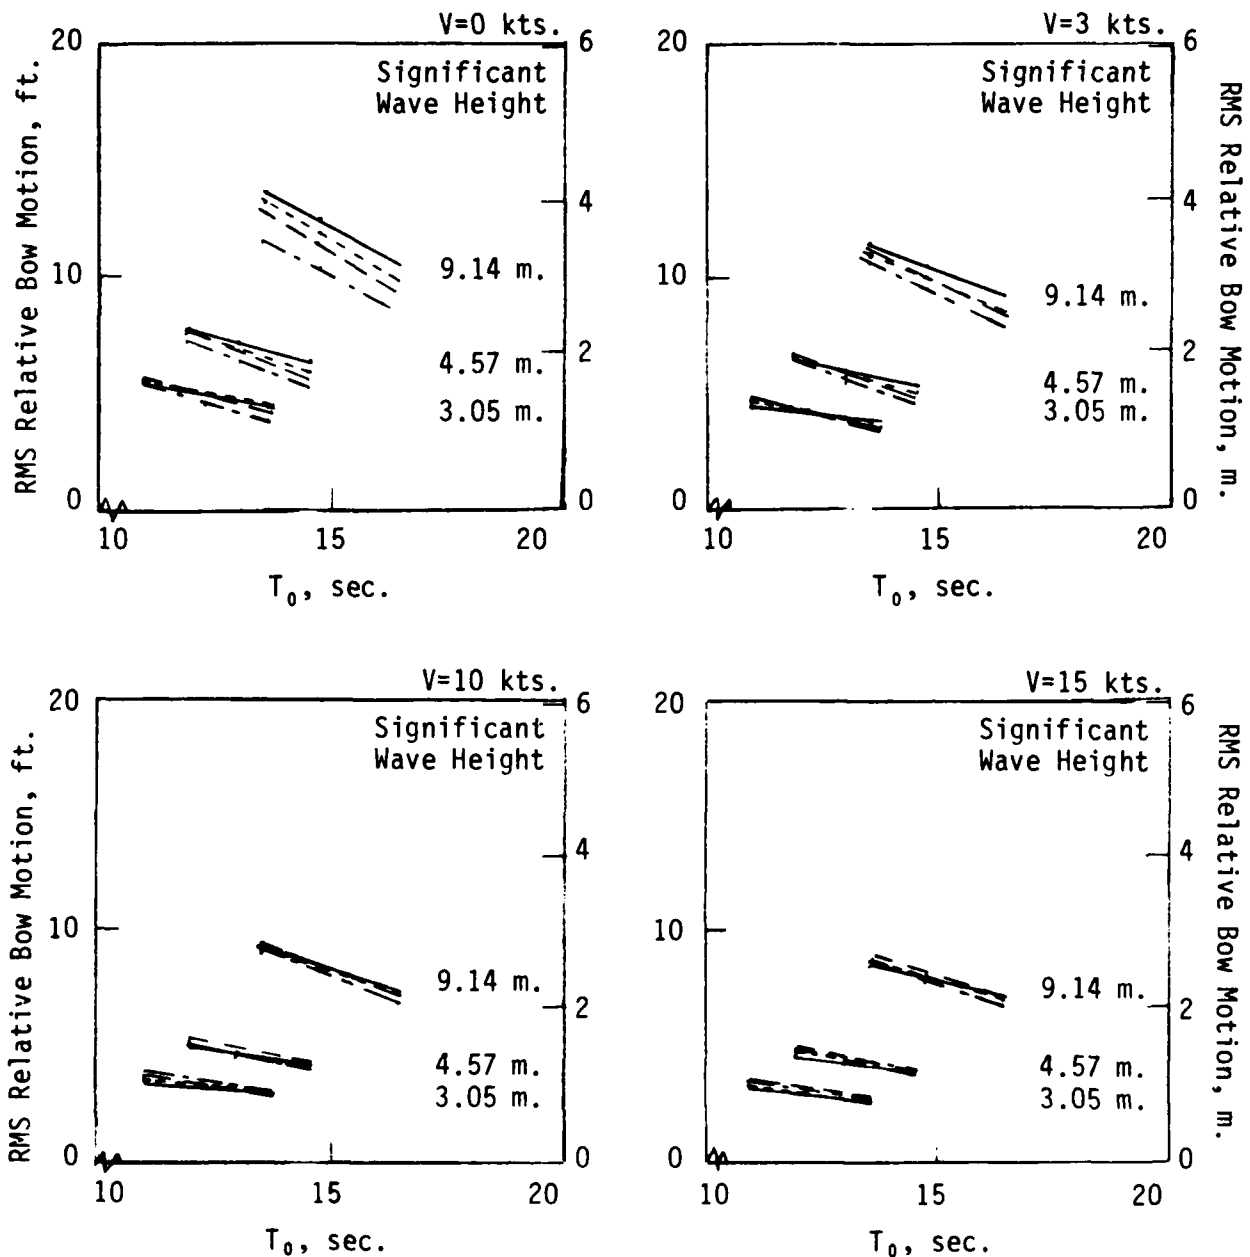 V=0 kts.
20
6
Significant
Wave Height
4
10
9.14 m.
2
4.57 m.
3.05 m.
0
0
10
15
20
T₀, sec.
RMS Relative Bow Motion, ft.
V=3 kts.
20
6
Significant
Wave Height
4
10
9.14 m.
2
4.57 m.
3.05 m.
0
0
10
15
20
T₀, sec.
RMS Relative Bow Motion, m.
V=10 kts.
20
6
Significant
Wave Height
4
10
9.14 m.
2
4.57 m.
3.05 m.
0
0
10
15
20
T₀, sec.
RMS Relative Bow Motion, ft.
V=15 kts.
20
6
Significant
Wave Height
4
10
9.14 m.
2
4.57 m.
3.05 m.
0
0
10
15
20
T₀, sec.
RMS Relative Bow Motion, m.